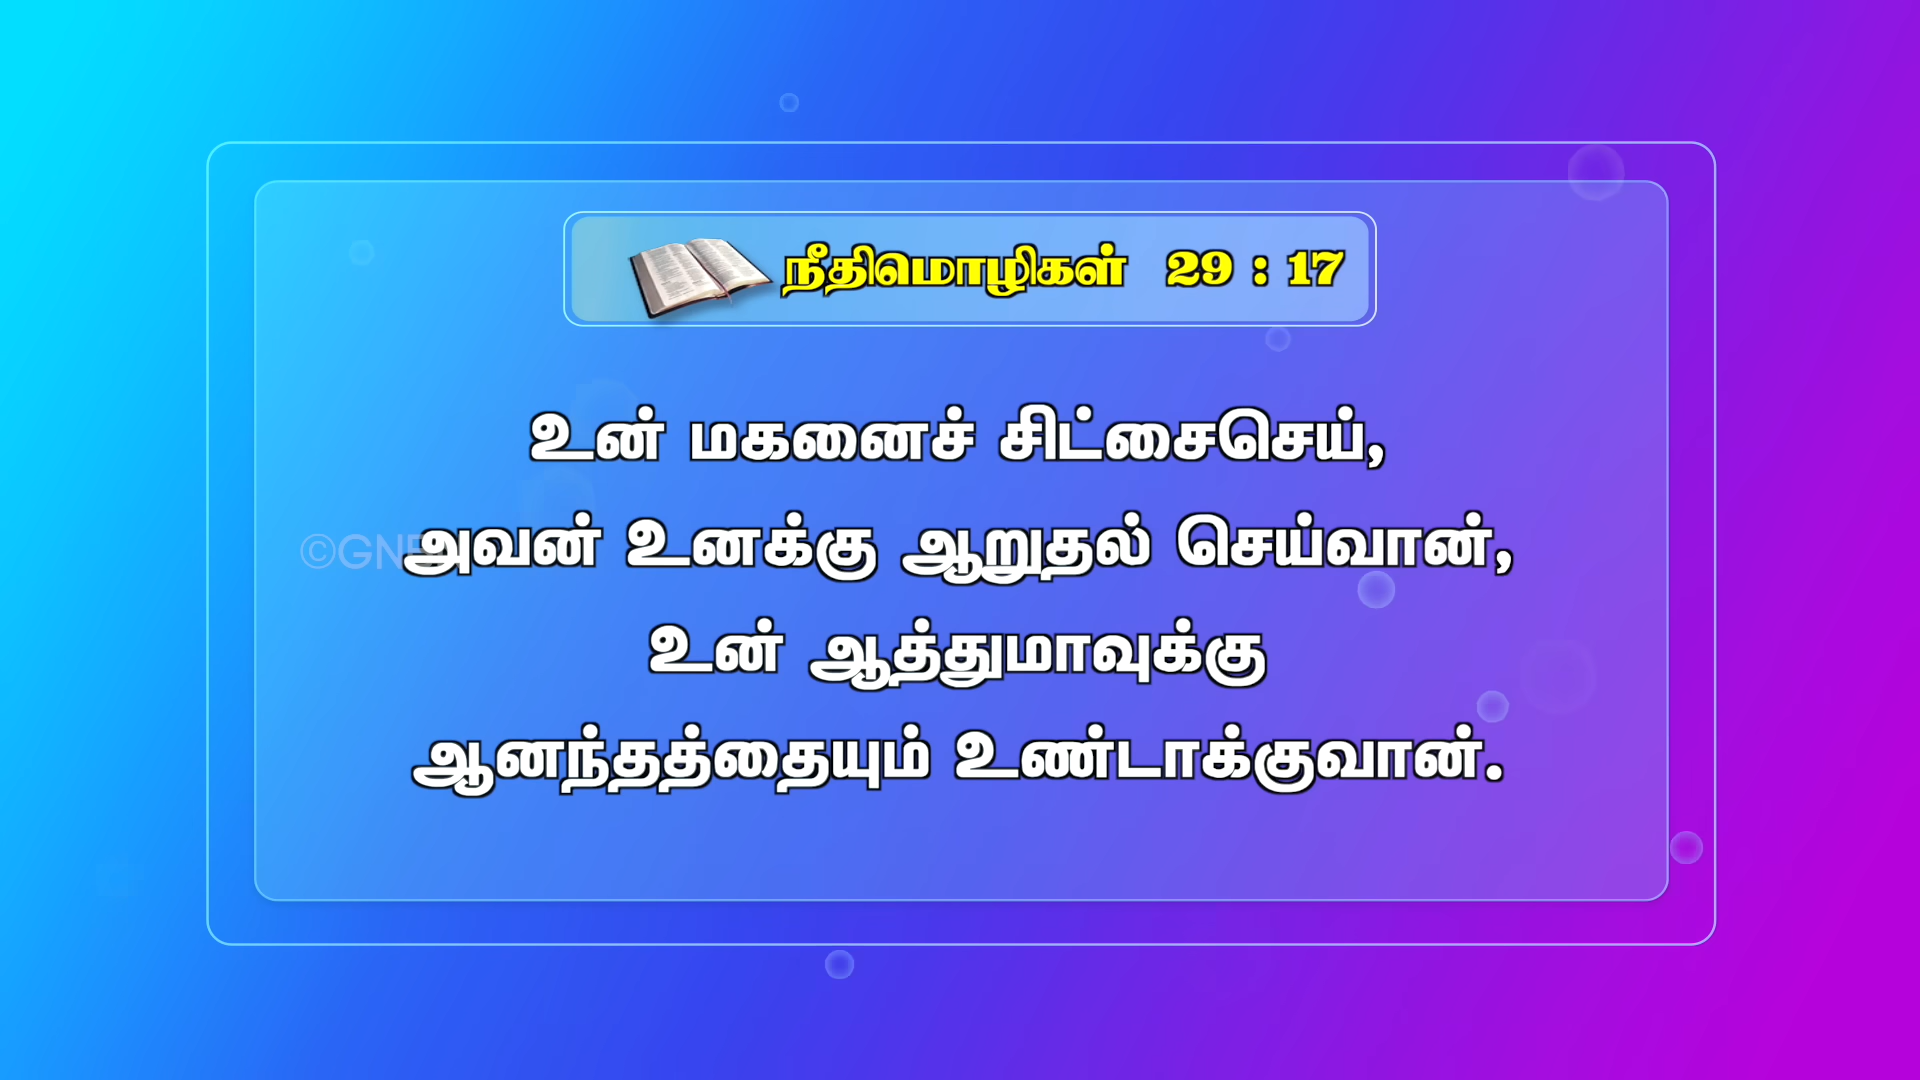 நீதிமொழிகள் 29 : 17
உன் மகனைச் சிட்சைசெய்,
அவன் உனக்கு ஆறுதல் செய்வான்,
உன் ஆத்துமாவுக்கு
ஆனந்தத்தையும் உண்டாக்குவான்.